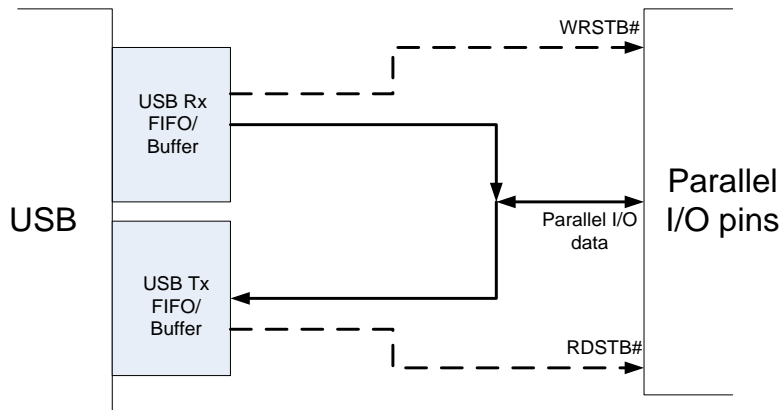 WRSTB#
USB Rx
FIFO/
Buffer
USB
Parallel
I/O pins
Parallel I/O
data
USB Tx
FIFO/
Buffer
RDSTB#